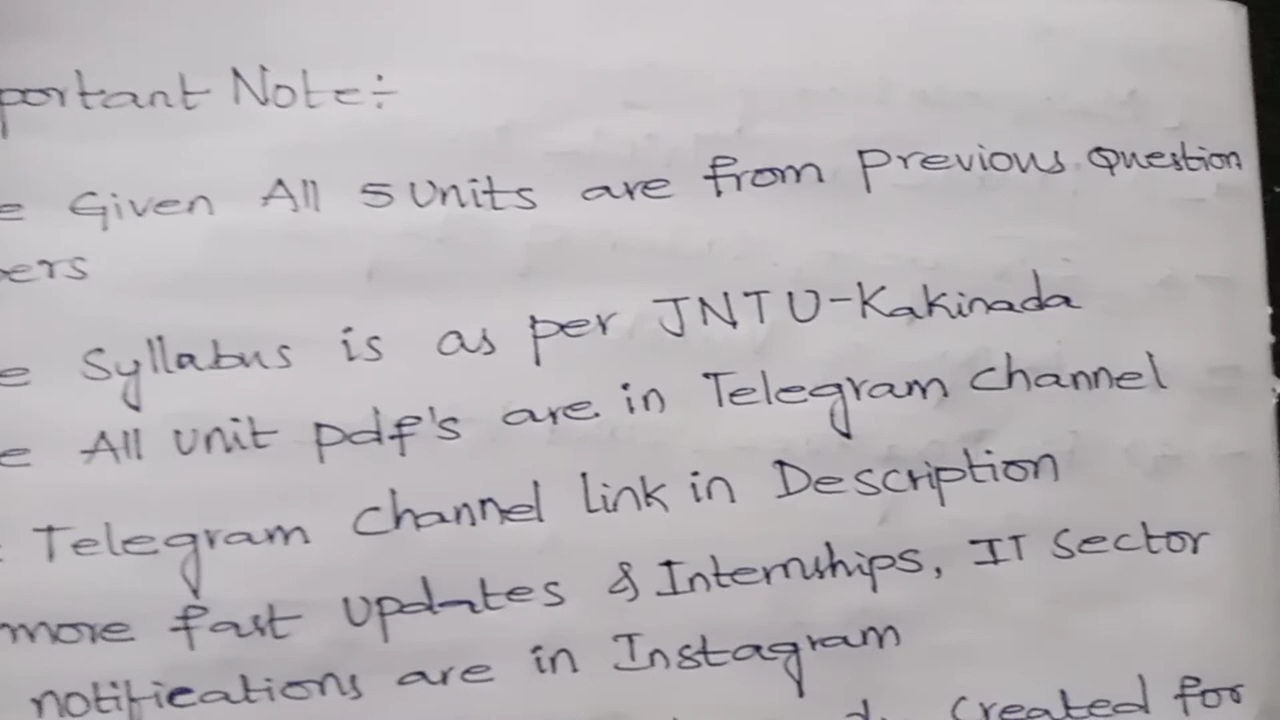 portant Note:
e Given All 5 Units are from Previous Question
ers
e Syllabus is as per JNTU-Kakinada
e All unit pdf's are in Telegram channel
Telegram channel link in Description
more fast updates & Internships, IT Sector
notifications are in Instagram
created for